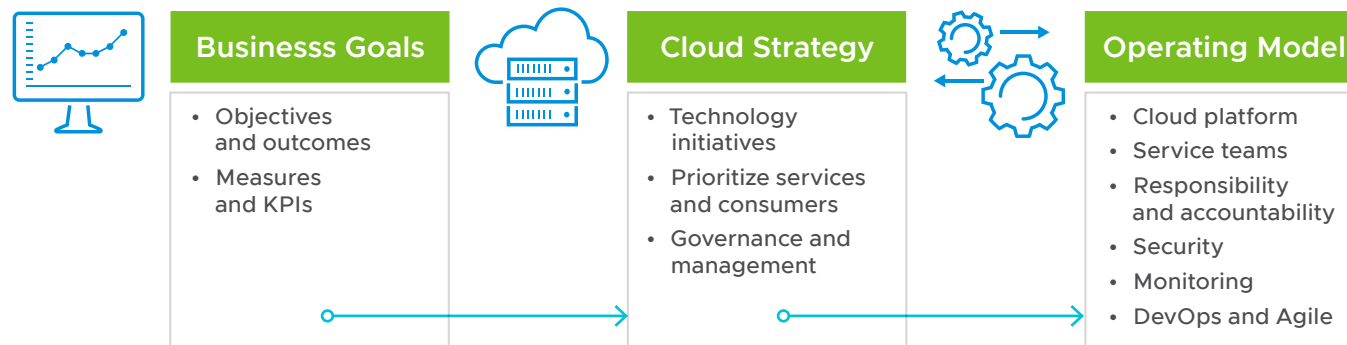 Businesss Goals
• Objectives
and outcomes
• Measures
and KPIs
Cloud Strategy
• Technology
initiatives
• Prioritize services
and consumers
• Governance and
management
Operating Model
• Cloud platform
• Service teams
• Responsibility
and accountability
• Security
• Monitoring
• DevOps and Agile